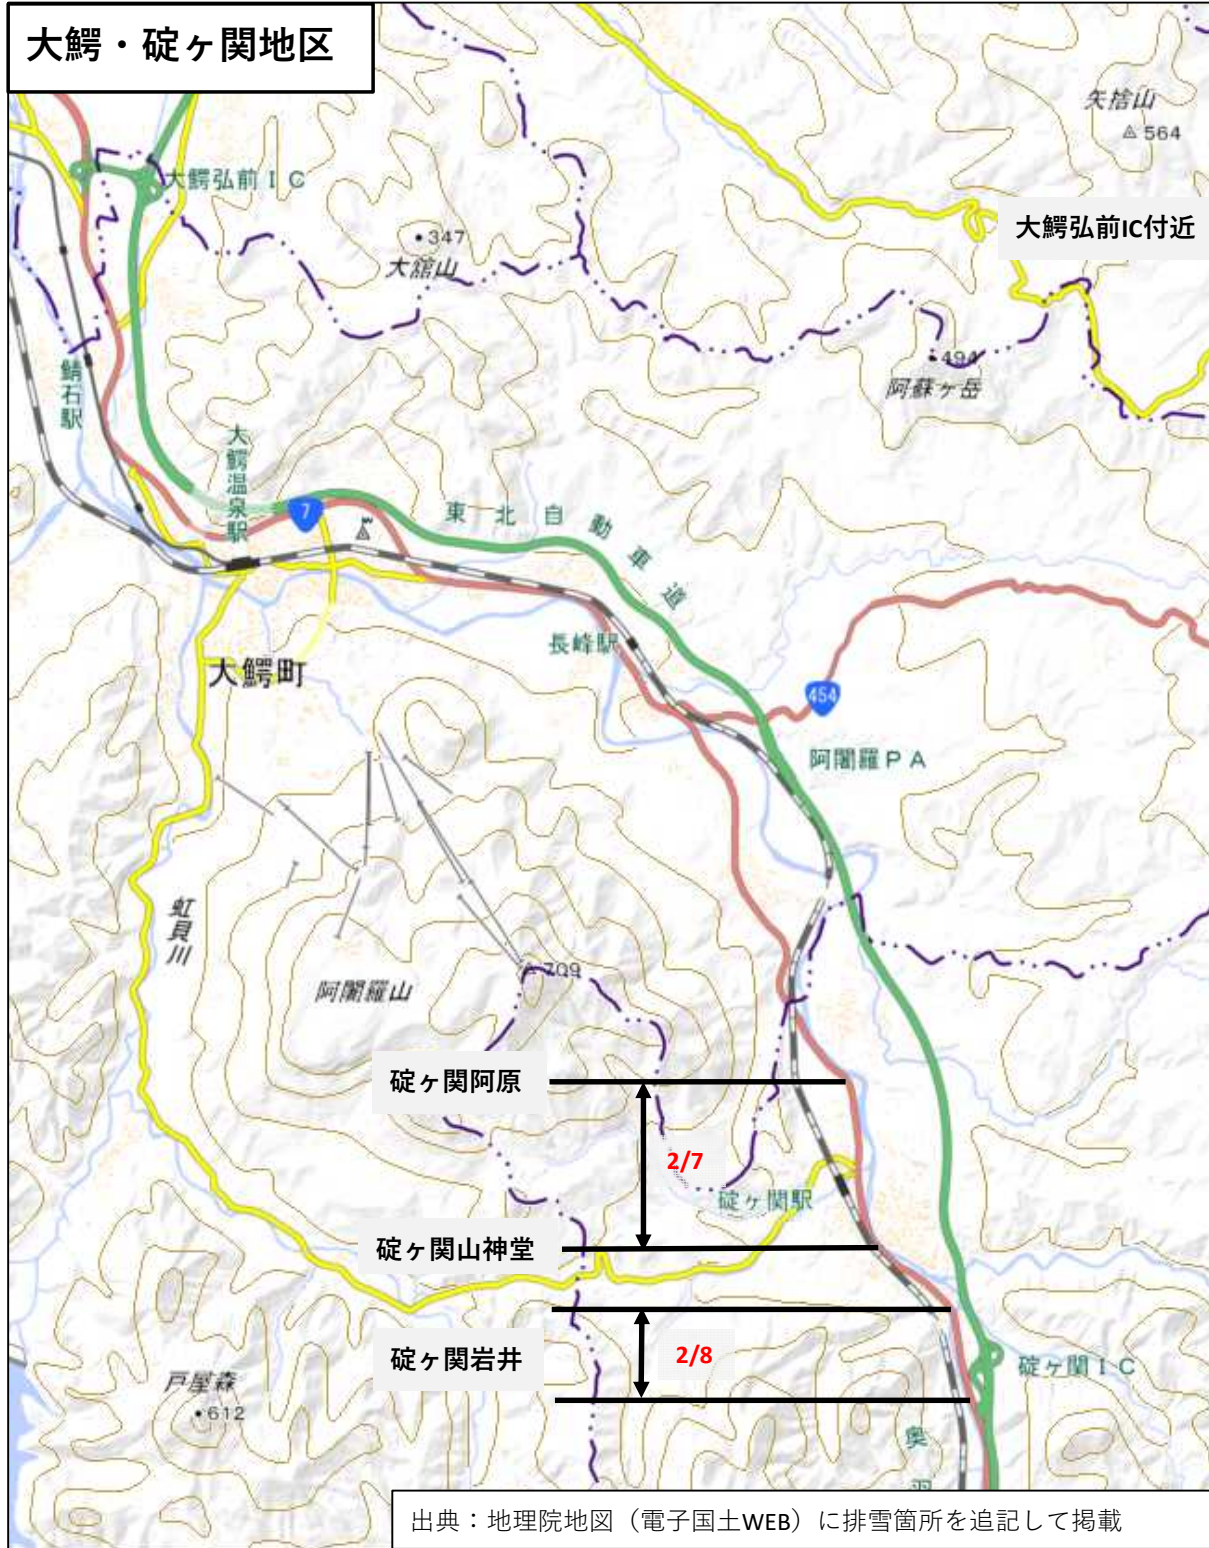 大鰐・碇ヶ関地区
矢捨山
564
大鰐弘前ＩＣ
大鰐弘前IC付近
347
大舘山
494
阿蘇ヶ岳
鯖石駅
大鰐温泉駅
7
東北自動車道
長峰駅
大鰐町
454
阿闍羅ＰＡ
虹貝川
709
阿闍羅山
碇ヶ関阿原
2/7
碇ヶ関駅
碇ヶ関山神堂
碇ヶ関岩井
2/8
碇ヶ関ＩＣ
戸屋森
612
奥
出典：地理院地図（電子国土WEB）に排雪箇所を追記して掲載